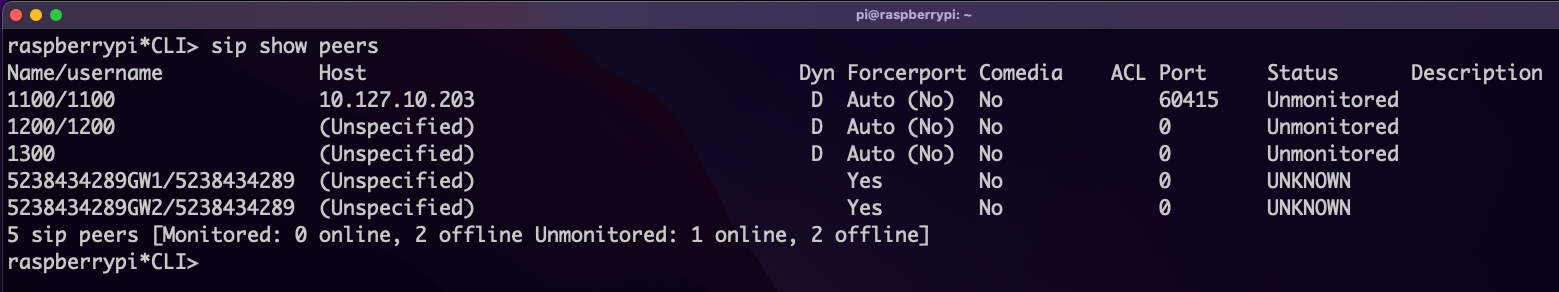 pi@raspberrypi: ~
raspberrypi*CLI> sip show peers
Name/username             Host                                    Dyn Forcerport Comedia    ACL Port     Status      Description
1100/1100                 10.127.10.203                            D  Auto (No)  No             60415    Unmonitored
1200/1200                 (Unspecified)                            D  Auto (No)  No             0        Unmonitored
1300                      (Unspecified)                            D  Auto (No)  No             0        Unmonitored
5238434289GW1/5238434289  (Unspecified)                               Yes        No             0        UNKNOWN
5238434289GW2/5238434289  (Unspecified)                               Yes        No             0        UNKNOWN
5 sip peers [Monitored: 0 online, 2 offline Unmonitored: 1 online, 2 offline]
raspberrypi*CLI>